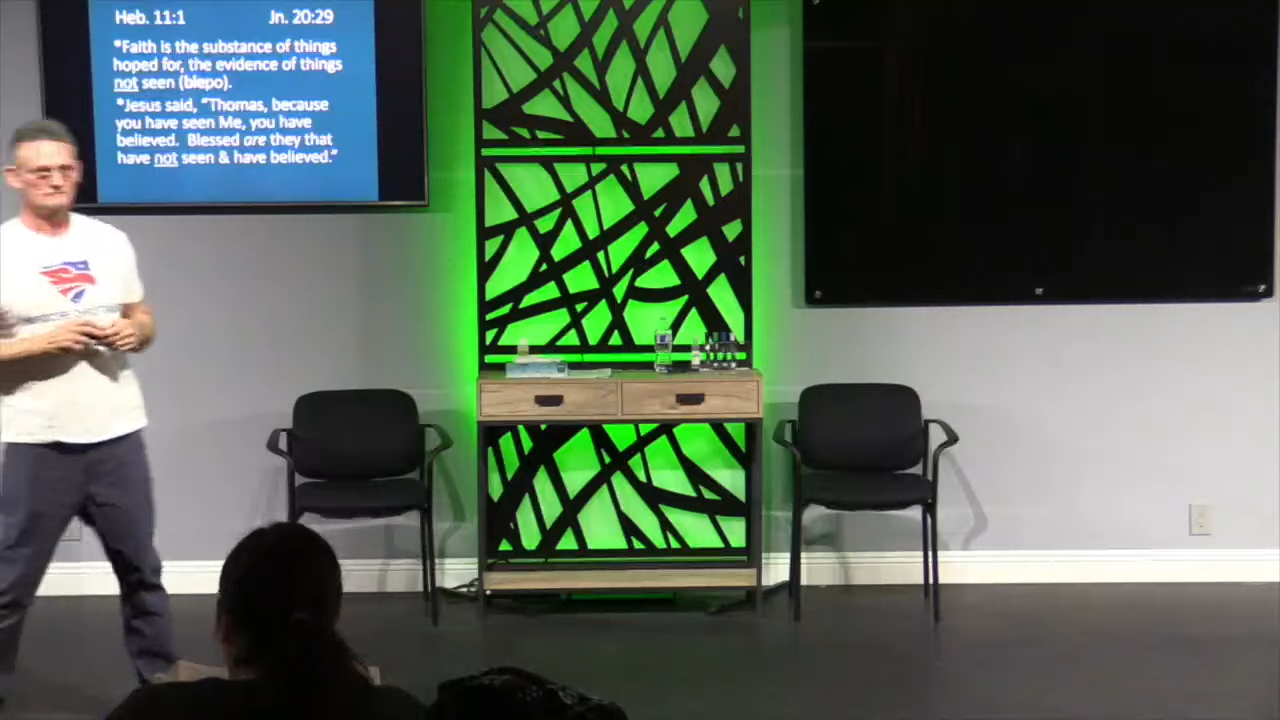 Heb. 11:1 Jn. 20:29
*Faith is the substance of things
hoped for, the evidence of things
not seen (blepo).
*Jesus said, “Thomas, because
you have seen Me, you have
believed. Blessed are they that
have not seen & have believed.”